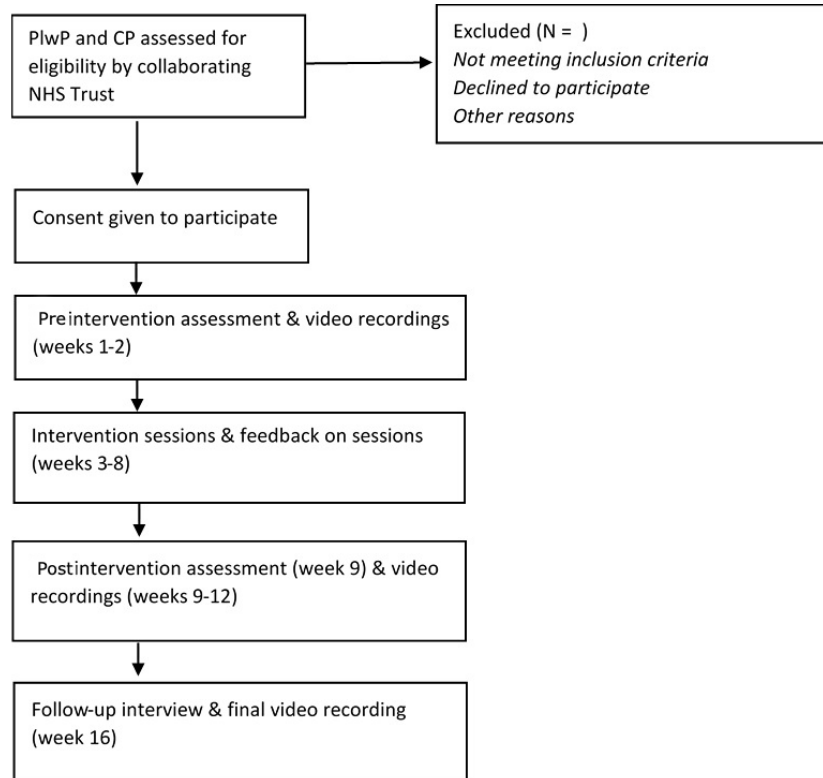 PlwP and CP assessed for
eligibility by collaborating
NHS Trust
Excluded (N =  )
Not meeting inclusion criteria
Declined to participate
Other reasons
Consent given to participate
Preintervention assessment & video recordings
(weeks 1-2)
Intervention sessions & feedback on sessions
(weeks 3-8)
Postintervention assessment (week 9) & video
recordings (weeks 9-12)
Follow-up interview & final video recording
(week 16)